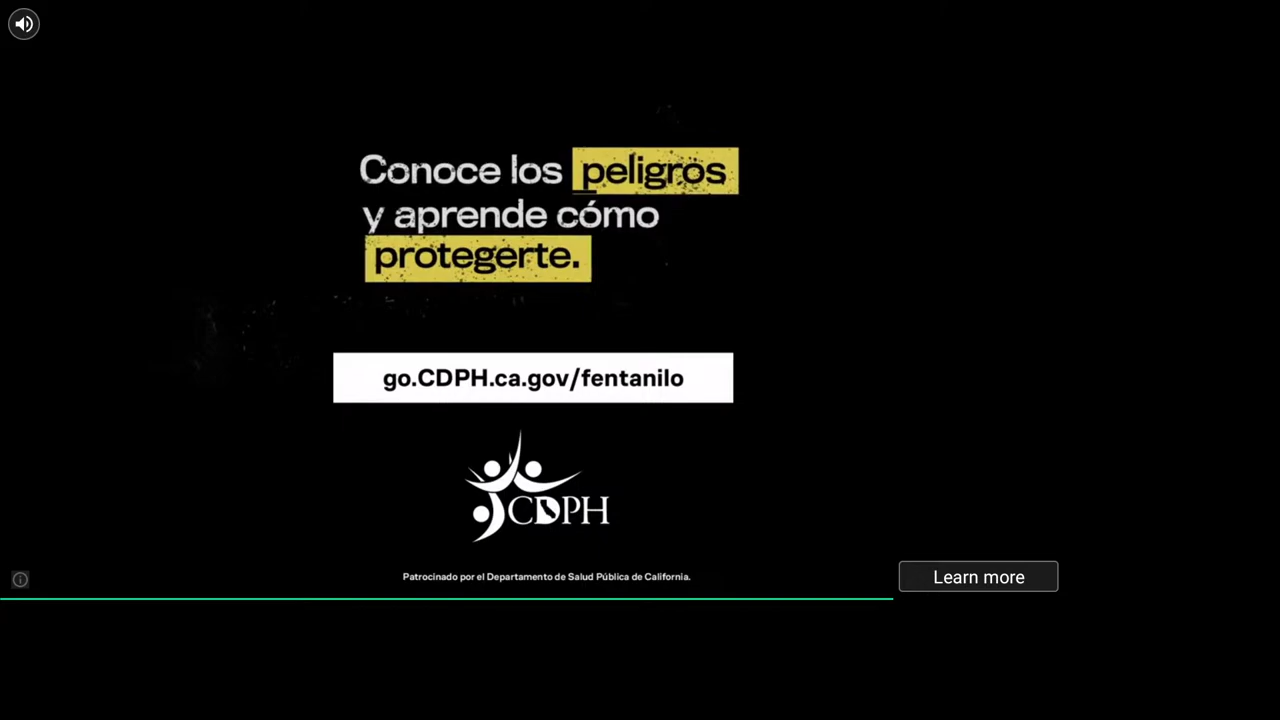 Conoce los peligros
y aprende cómo
protegerte.
go.CDPH.ca.gov/fentanilo
CDPH
Patrocinado por el Departamento de Salud Pública de California.
Learn more